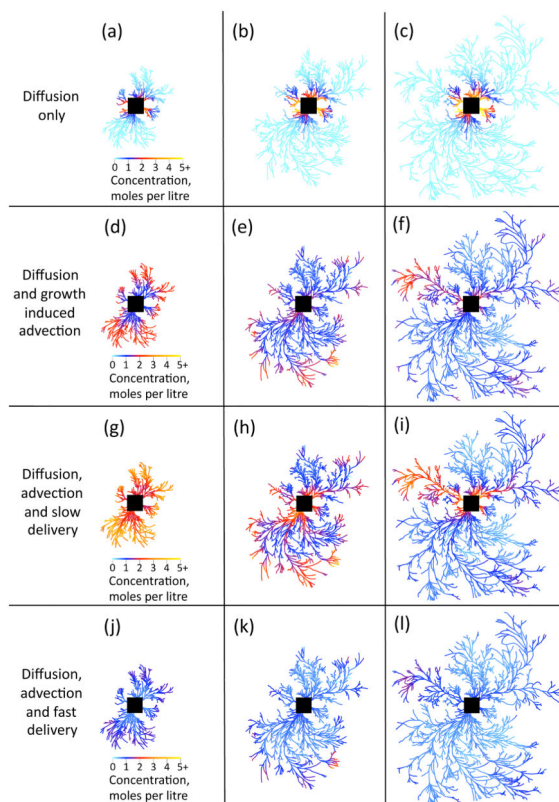 (a)
(b)
(c)
Diffusion
only
0 1 2 3 4 5+
Concentration,
moles per litre
(d)
(e)
(f)
Diffusion
and growth
induced
advection
0 1 2 3 4 5+
Concentration,
moles per litre
(g)
(h)
(i)
Diffusion,
advection
and slow
delivery
0 1 2 3 4 5+
Concentration,
moles per litre
(j)
(k)
(l)
Diffusion,
advection
and fast
delivery
0 1 2 3 4 5+
Concentration,
moles per litre